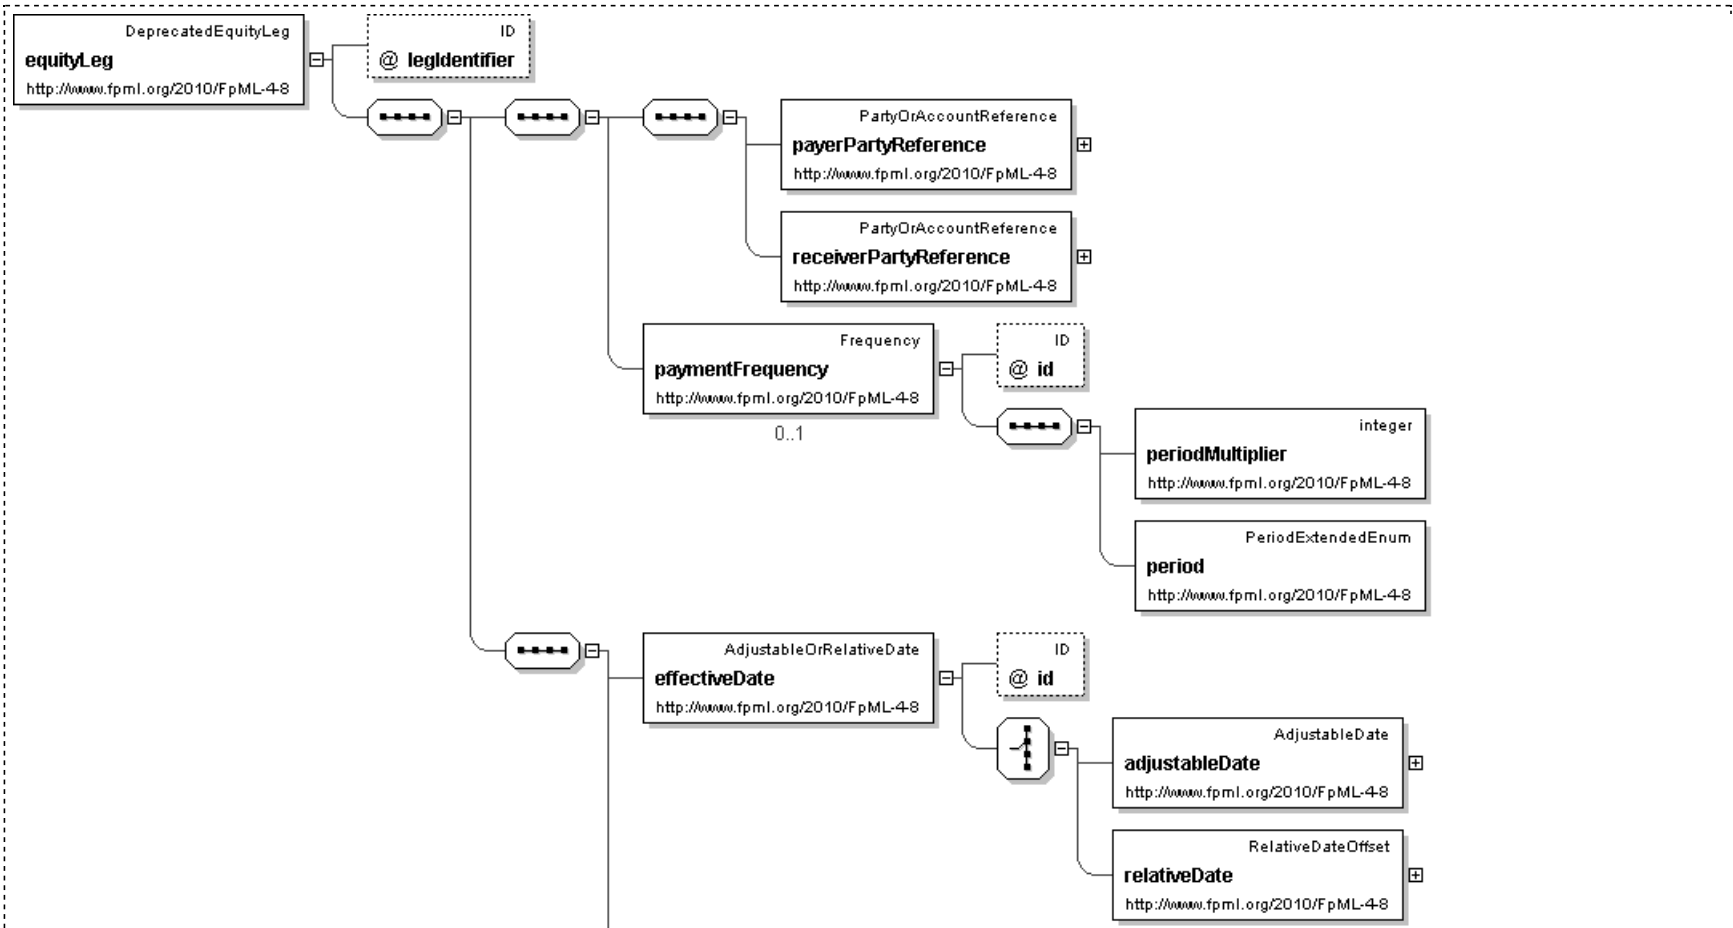 DeprecatedEquityLeg
equityLeg
http://www.fpml.org/2010/FpML-4-8
ID
@ legIdentifier
PartyOrAccountReference
payerPartyReference
http://www.fpml.org/2010/FpML-4-8
PartyOrAccountReference
receiverPartyReference
http://www.fpml.org/2010/FpML-4-8
Frequency
paymentFrequency
http://www.fpml.org/2010/FpML-4-8
0..1
ID
@ id
integer
periodMultiplier
http://www.fpml.org/2010/FpML-4-8
PeriodExtendedEnum
period
http://www.fpml.org/2010/FpML-4-8
AdjustableOrRelativeDate
effectiveDate
http://www.fpml.org/2010/FpML-4-8
ID
@ id
AdjustableDate
adjustableDate
http://www.fpml.org/2010/FpML-4-8
RelativeDateOffset
relativeDate
http://www.fpml.org/2010/FpML-4-8